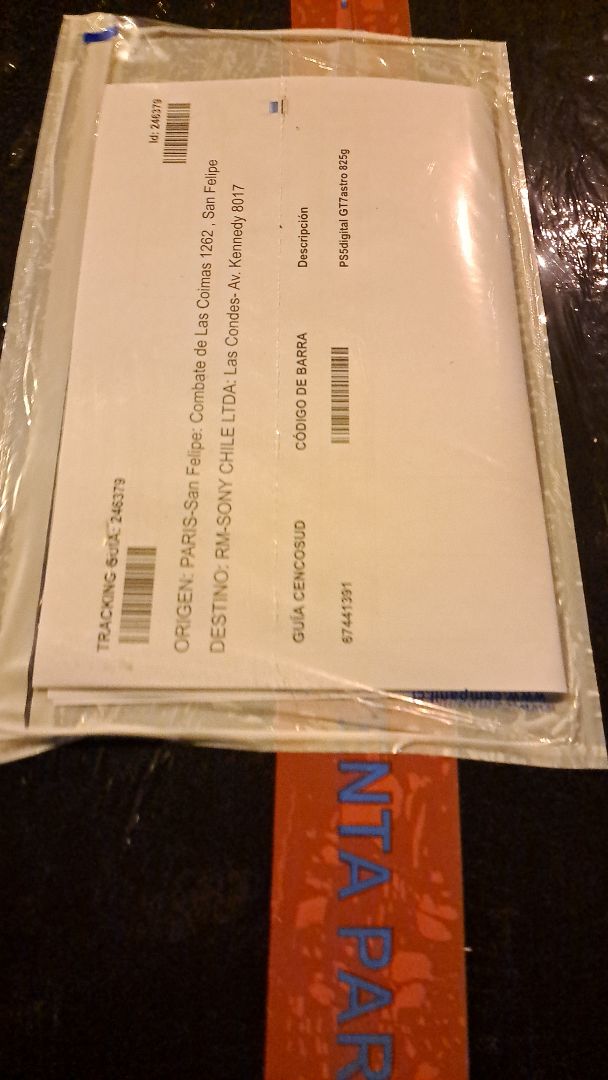 Id: 246379
TRACKING GUIA: 246379
ORIGEN: PARIS-San Felipe: Combate de Las Coimas 1262 , San Felipe
DESTINO: RM-SONY CHILE LTDA: Las Condes- Av. Kennedy 8017
GUÍA CENCOSUD CÓDIGO DE BARRA Descripción
67441391 PS5digital GT7astro 825g
NTA PAR